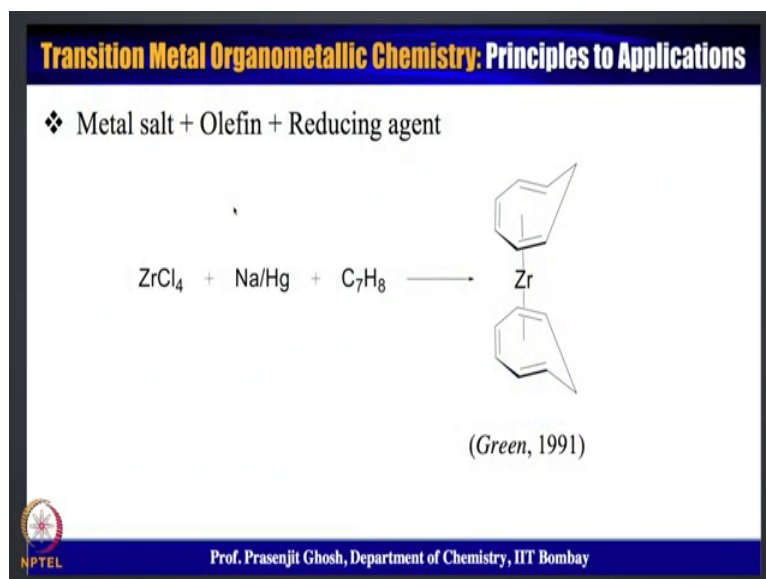 Transition Metal Organometallic Chemistry: Principles to Applications
❖ Metal salt + Olefin + Reducing agent
ZrCl₄ + Na/Hg + C₇H₈ ⟶ Zr
(Green, 1991)
NPTEL
Prof. Prasenjit Ghosh, Department of Chemistry, IIT Bombay